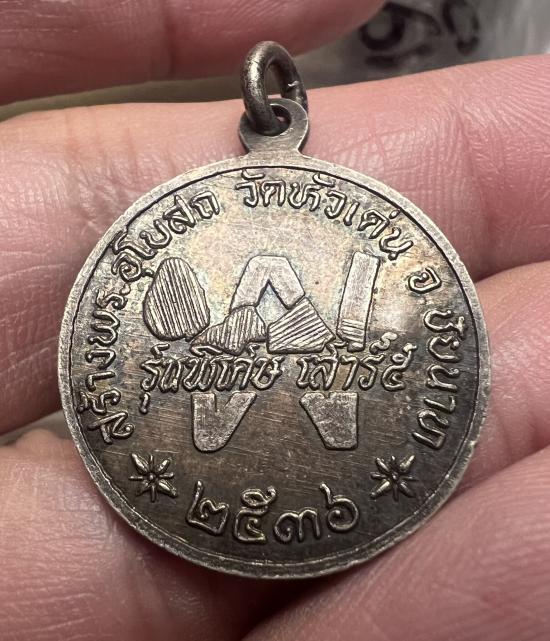 สร้างพระอุโบสถ วัดหัวเด่น อ ชัยนาท
รุ่นพิเศษ เสาร์๕
๒๕๓๖